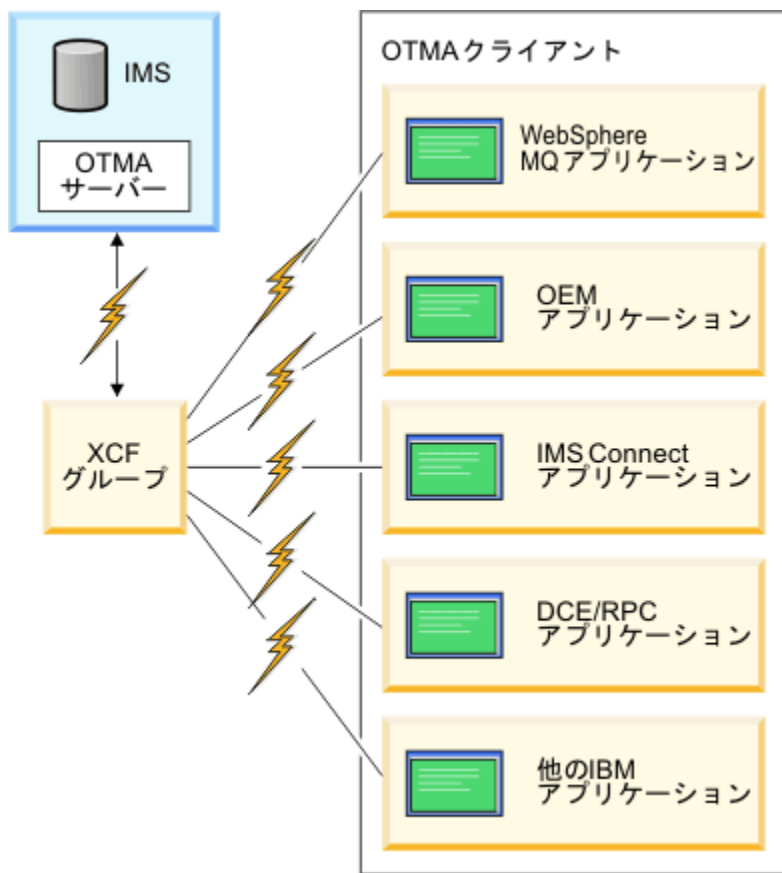 IMS
OTMA
サーバー
XCF
グループ
OTMAクライアント
WebSphere
MQアプリケーション
OEM
アプリケーション
IMS Connect
アプリケーション
DCE/RPC
アプリケーション
他のIBM
アプリケーション